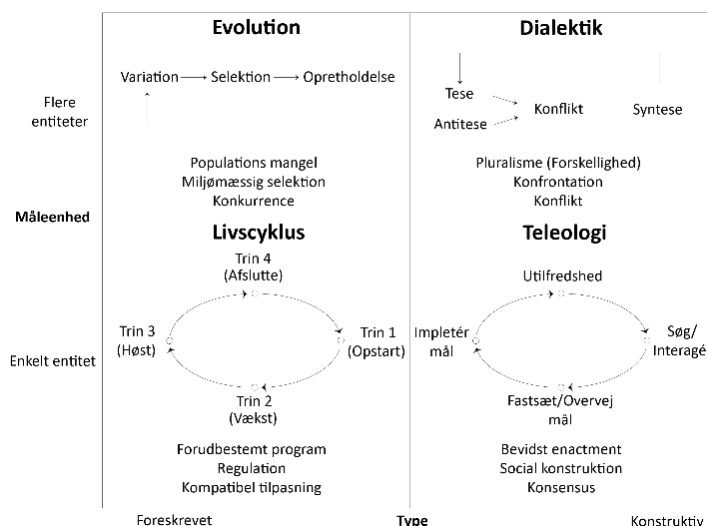 Evolution
Dialektik
Variation
Selektion
Opretholdelse
Tese
Antitese
Konflikt
Syntese
Flere
entiteter
Populations mangel
Miljømæssig selektion
Konkurrence
Pluralisme (Forskellighed)
Konfrontation
Konflikt
Måleenhed
Livscyklus
Teleologi
Trin 4
(Afslutte)
Trin 3
(Høst)
Trin 1
(Opstart)
Trin 2
(Vækst)
Utilfredshed
Impletér
mål
Søg/
Interagé
Fastsæt/Overvej
mål
Enkelt entitet
Forudbestemt program
Regulation
Kompatibel tilpasning
Bevidst enactment
Social konstruktion
Konsensus
Foreskrevet
Type
Konstruktiv